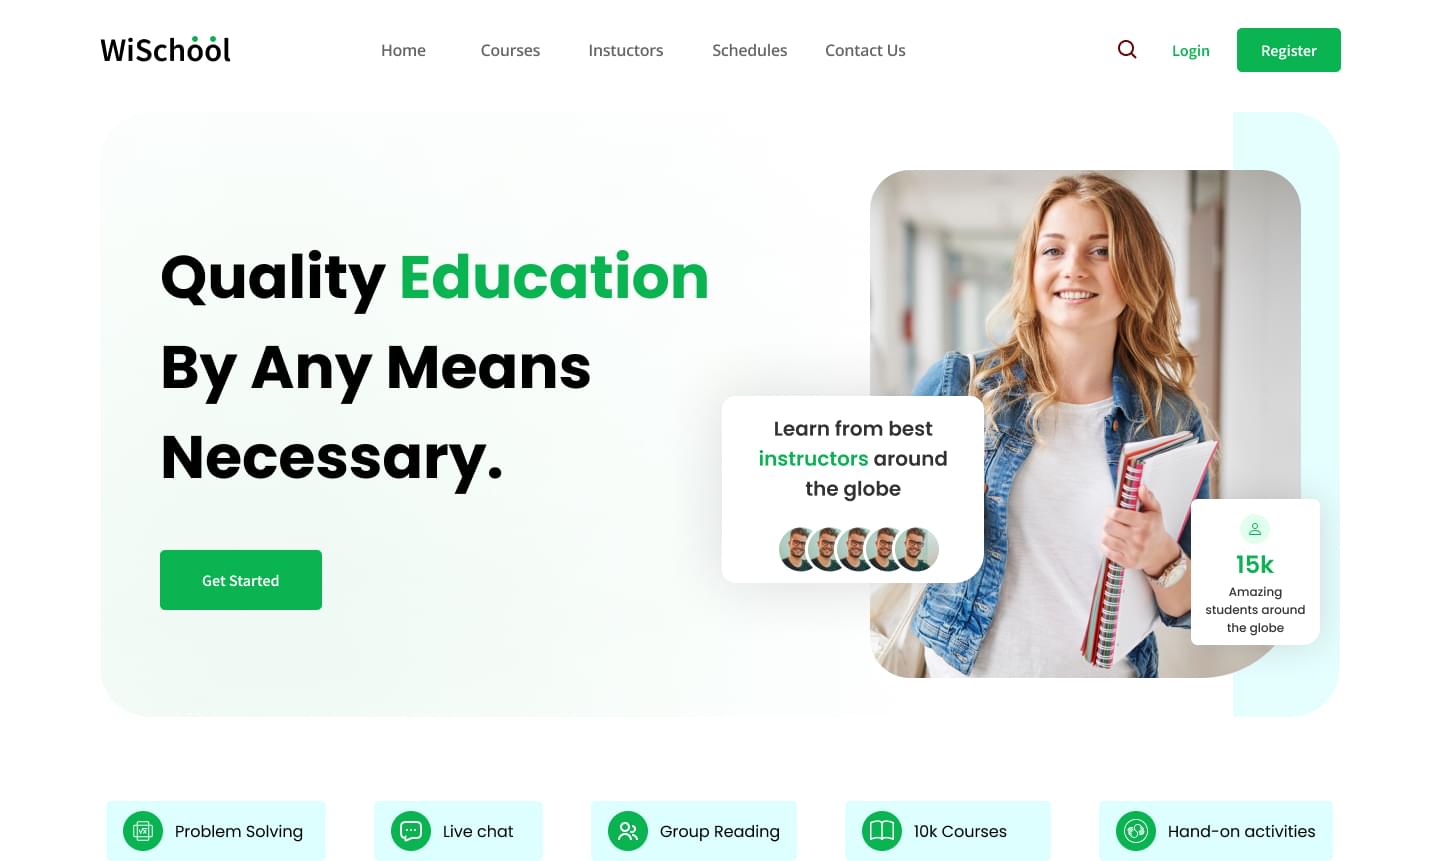 WiSchool
Home Courses Instuctors Schedules Contact Us
Login
Register
Quality Education
By Any Means
Necessary.
Get Started
Learn from best
instructors around
the globe
15k
Amazing
students around
the globe
Problem Solving
Live chat
Group Reading
10k Courses
Hand-on activities